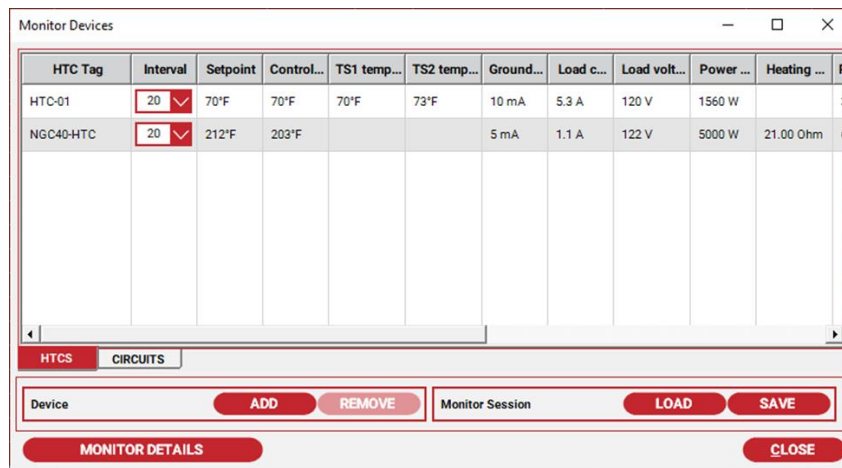 Monitor Devices
HTC Tag Interval Setpoint Control... TS1 temp... TS2 temp... Ground... Load c... Load volt... Power ... Heating ...
HTC-01 20 70°F 70°F 70°F 73°F 10 mA 5.3 A 120 V 1560 W
NGC40-HTC 20 212°F 203°F 5 mA 1.1 A 122 V 5000 W 21.00 Ohm
HTCS CIRCUITS
Device ADD REMOVE Monitor Session LOAD SAVE
MONITOR DETAILS CLOSE